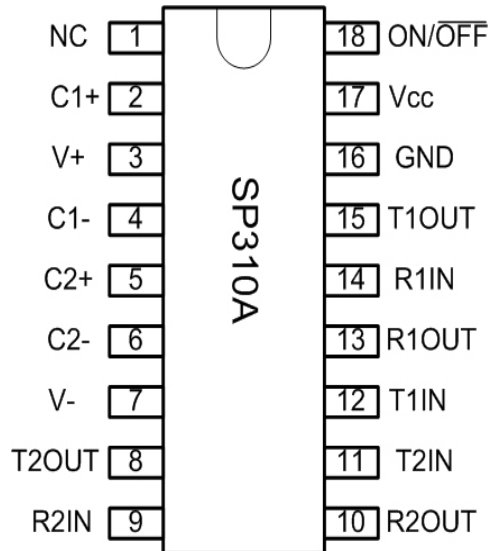 NC 1 18 ON/OFF
C1+ 2 17 Vcc
V+ 3 16 GND
C1- 4 15 T1OUT
C2+ 5 14 R1IN
C2- 6 13 R1OUT
V- 7 12 T1IN
T2OUT 8 11 T2IN
R2IN 9 10 R2OUT
SP310A